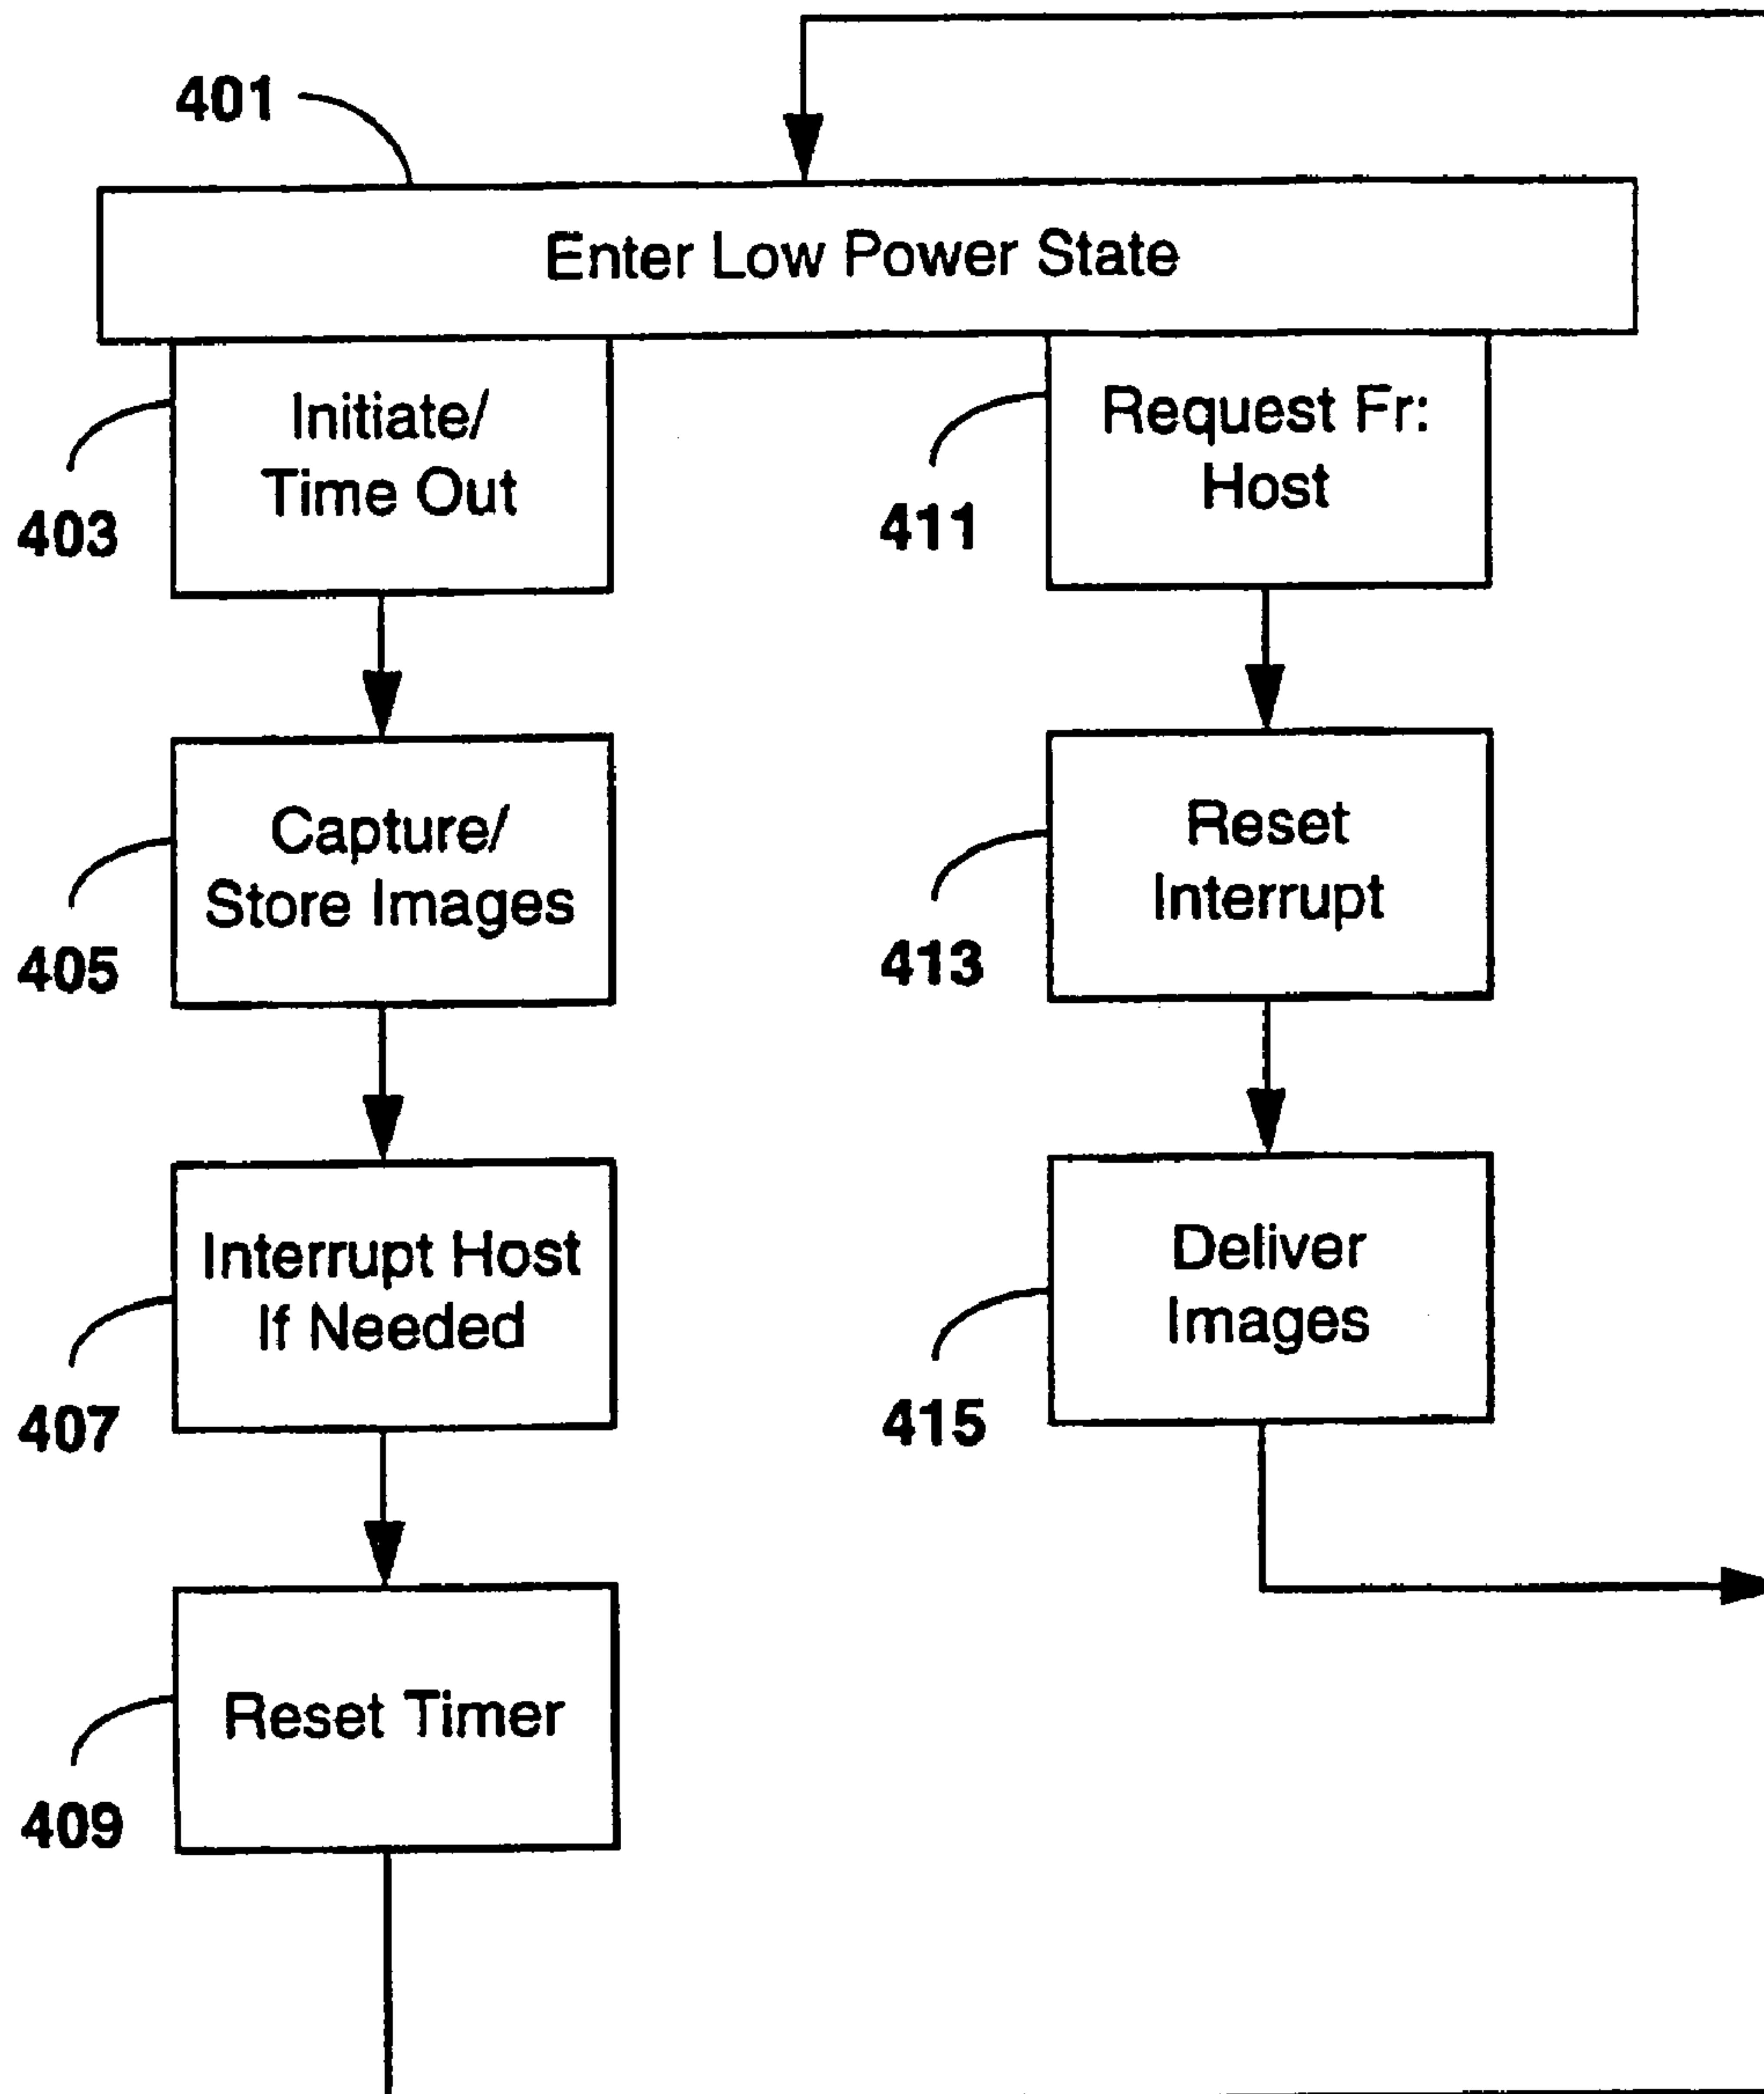 401
Enter Low Power State
Initiate/
Time Out
403
Request Fr:
Host
411
Capture/
Store Images
405
Reset
Interrupt
413
Interrupt Host
If Needed
407
Deliver
Images
415
Reset Timer
409